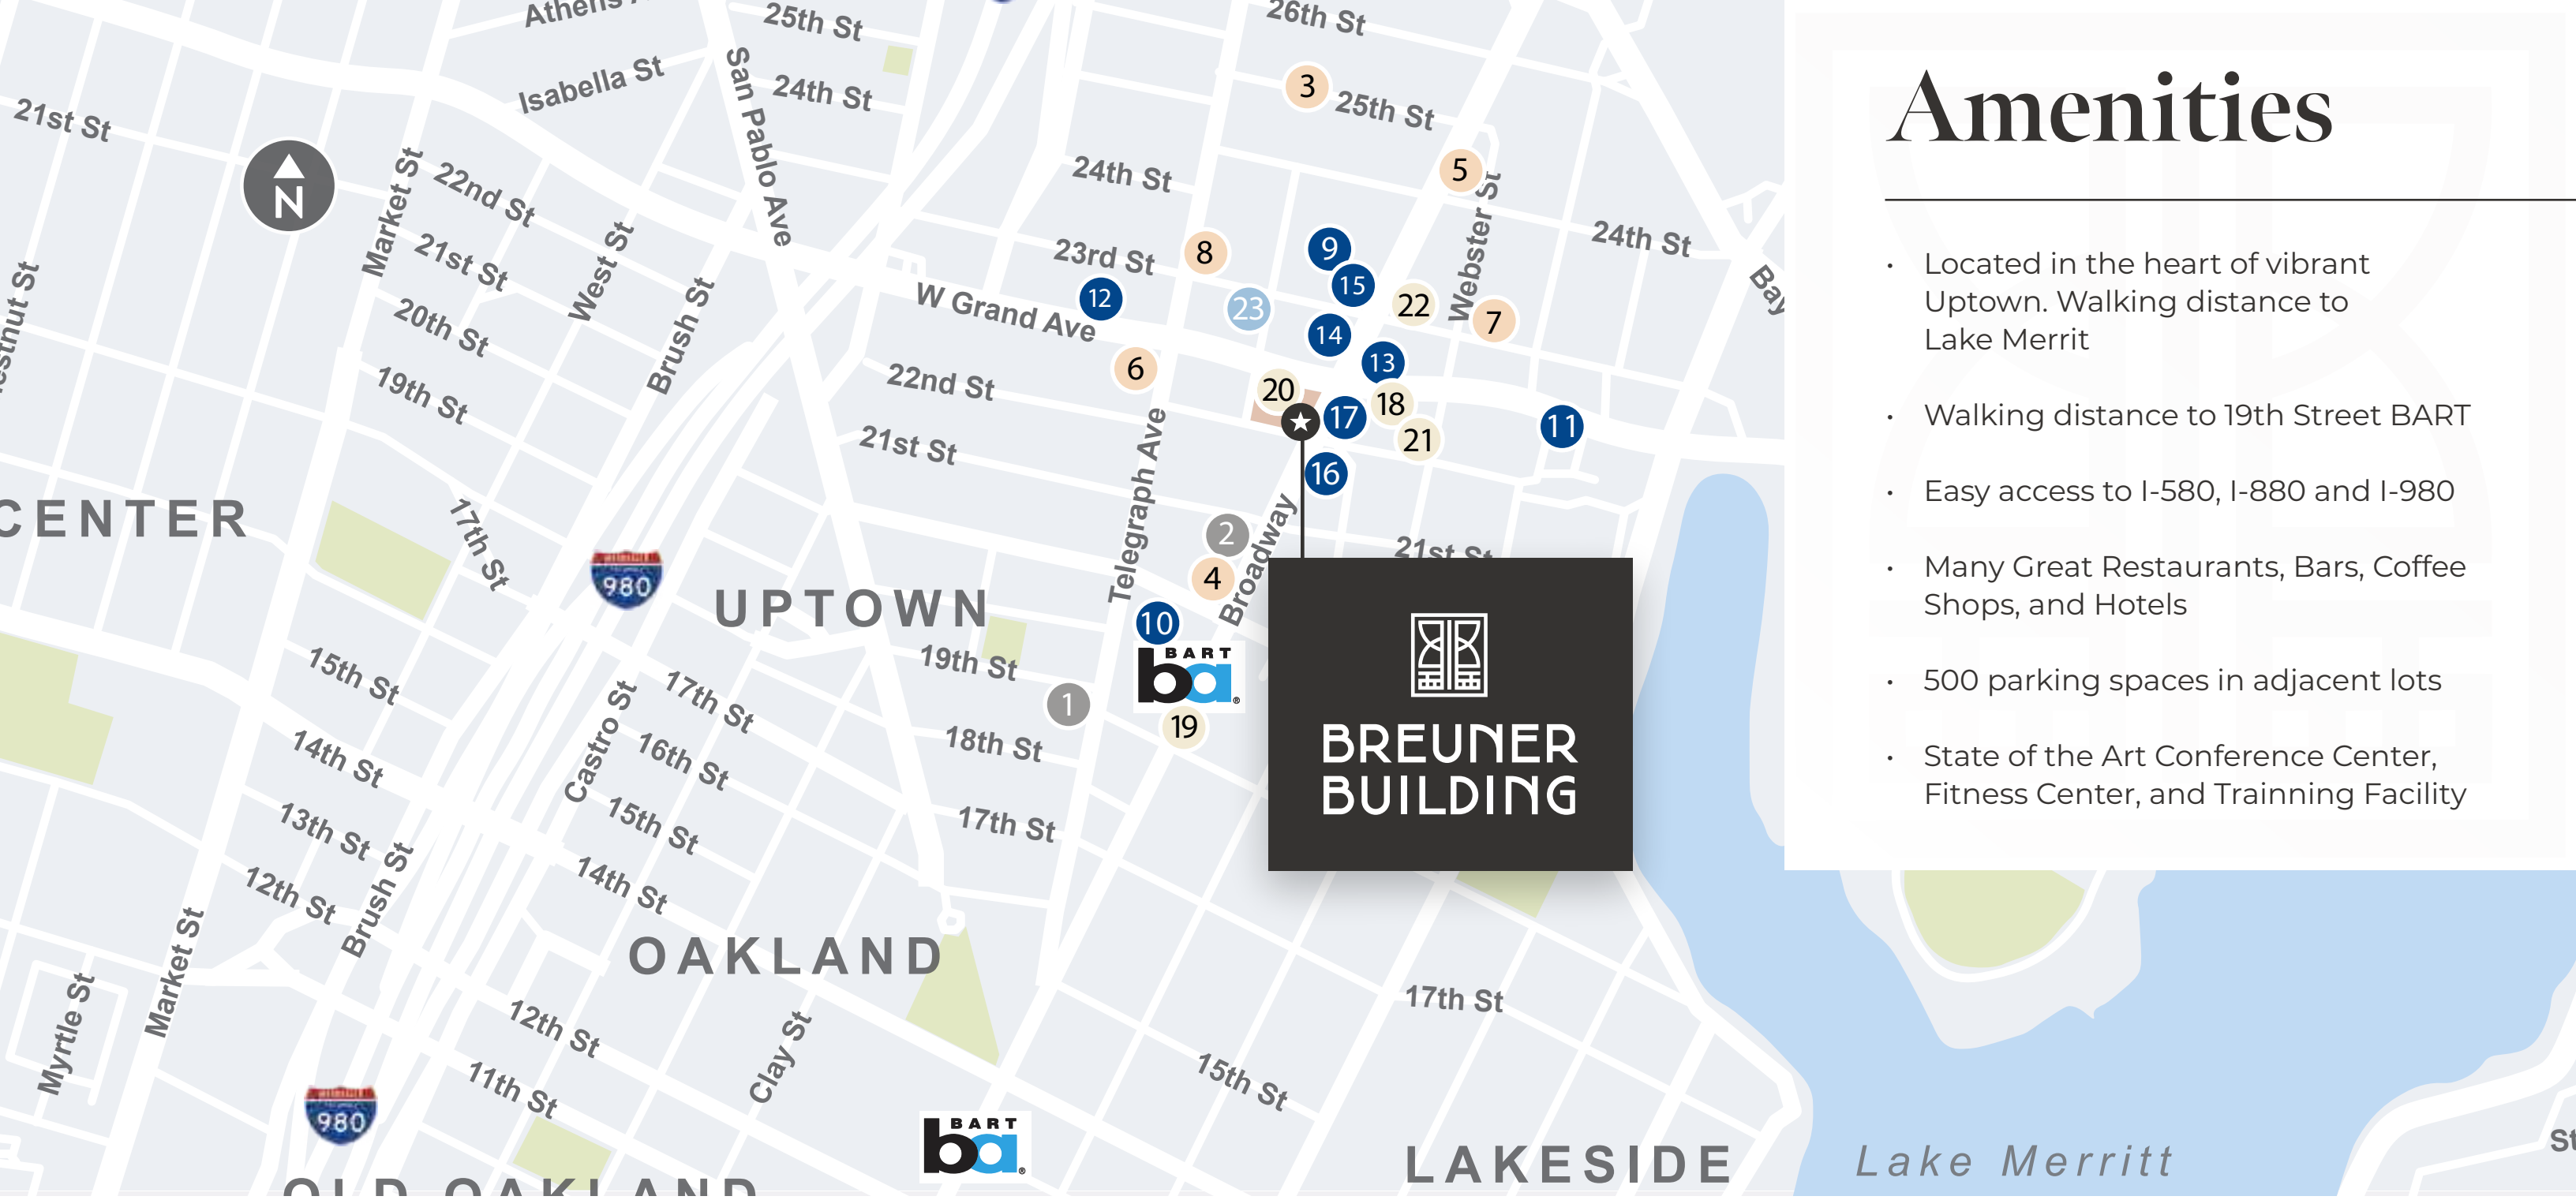 Athens A
25th St
26th St
Isabella St
24th St
San Pablo Ave
3
25th St
21st St
N
Market St
22nd St
24th St
5
Webster St
24th St
21st St
West St
23rd St
8
9
15
Bay
20th St
Brush St
W Grand Ave
12
23
22
7
14
13
19th St
22nd St
6
20
18
17
21
11
21st St
Telegraph Ave
16
CENTER
17th St
2
Broadway
21st St
980
UPTOWN
4
10
BART
ba
19th St
1
19
15th St
17th St
Castro St
18th St
14th St
16th St
17th St
13th St
15th St
12th St
Brush St
14th St
BREUNER
BUILDING
Market St
OAKLAND
Myrtle St
12th St
Clay St
17th St
11th St
15th St
980
BART
ba
LAKESIDE
Lake Merritt
St
OLD OAKLAND
Amenities
• Located in the heart of vibrant
Uptown. Walking distance to
Lake Merrit
• Walking distance to 19th Street BART
• Easy access to I-580, I-880 and I-980
• Many Great Restaurants, Bars, Coffee
Shops, and Hotels
• 500 parking spaces in adjacent lots
• State of the Art Conference Center,
Fitness Center, and Trainning Facility